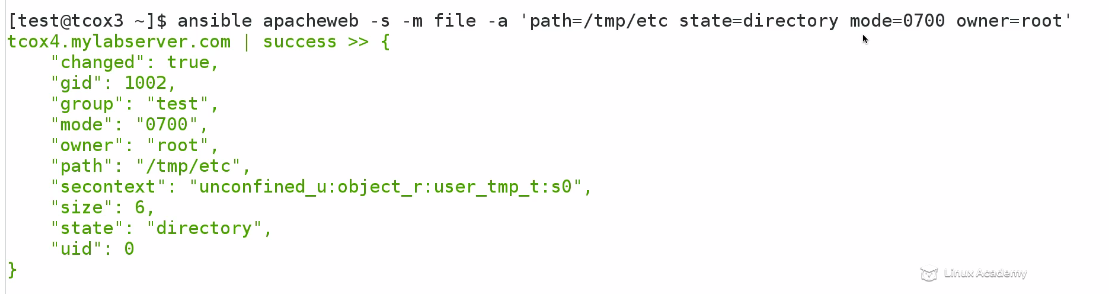 [test@tcox3 ~]$ ansible apacheweb -s -m file -a 'path=/tmp/etc state=directory mode=0700 owner=root'
tcox4.mylabserver.com | success >> {
    "changed": true,
    "gid": 1002,
    "group": "test",
    "mode": "0700",
    "owner": "root",
    "path": "/tmp/etc",
    "secontext": "unconfined_u:object_r:user_tmp_t:s0",
    "size": 6,
    "state": "directory",
    "uid": 0
}
Linux Academy